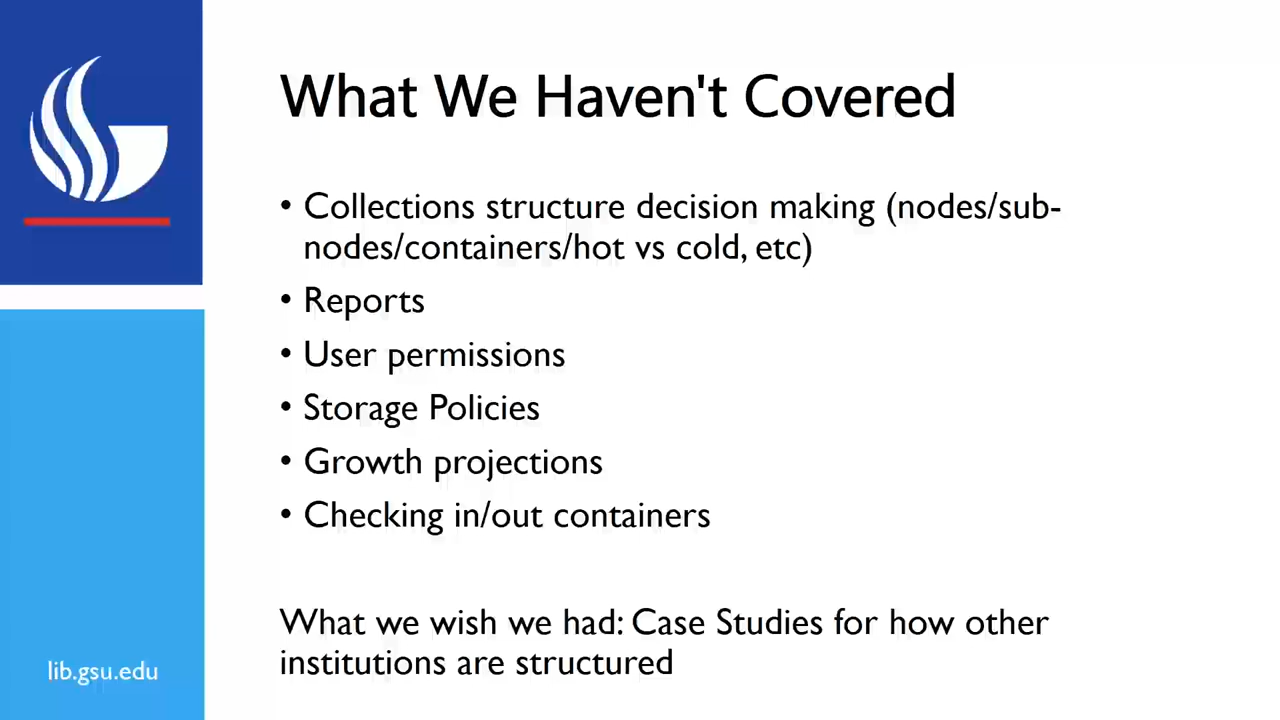 What We Haven't Covered
• Collections structure decision making (nodes/sub-
nodes/containers/hot vs cold, etc)
• Reports
• User permissions
• Storage Policies
• Growth projections
• Checking in/out containers
What we wish we had: Case Studies for how other
institutions are structured
lib.gsu.edu